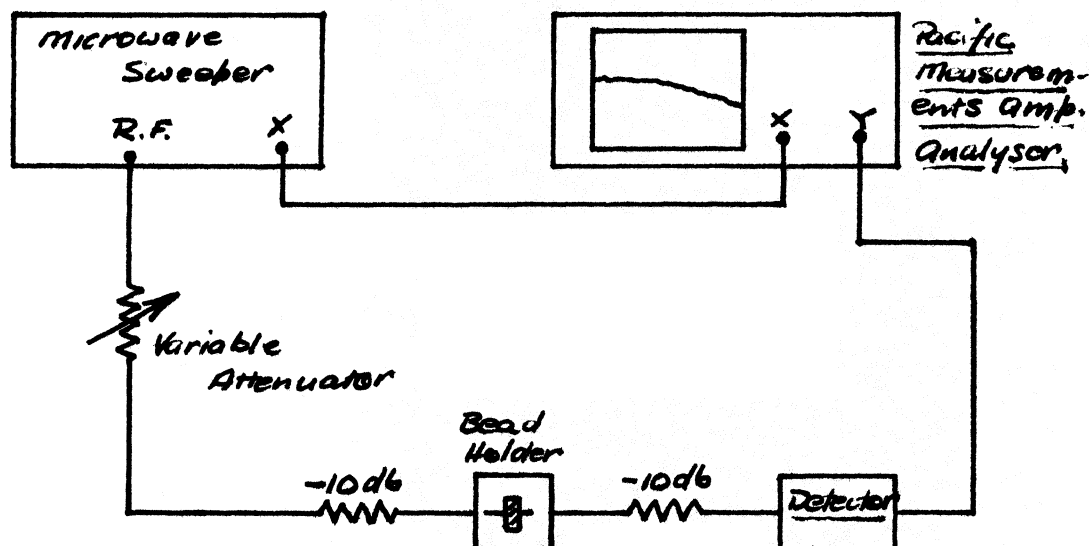 Microwave
Sweeper
R.F.
X
X
Y
Pacific
Measurem-
ents Amp.
Analyser.
Variable
Attenuator
Bead
Holder
-10db
-10db
Detector